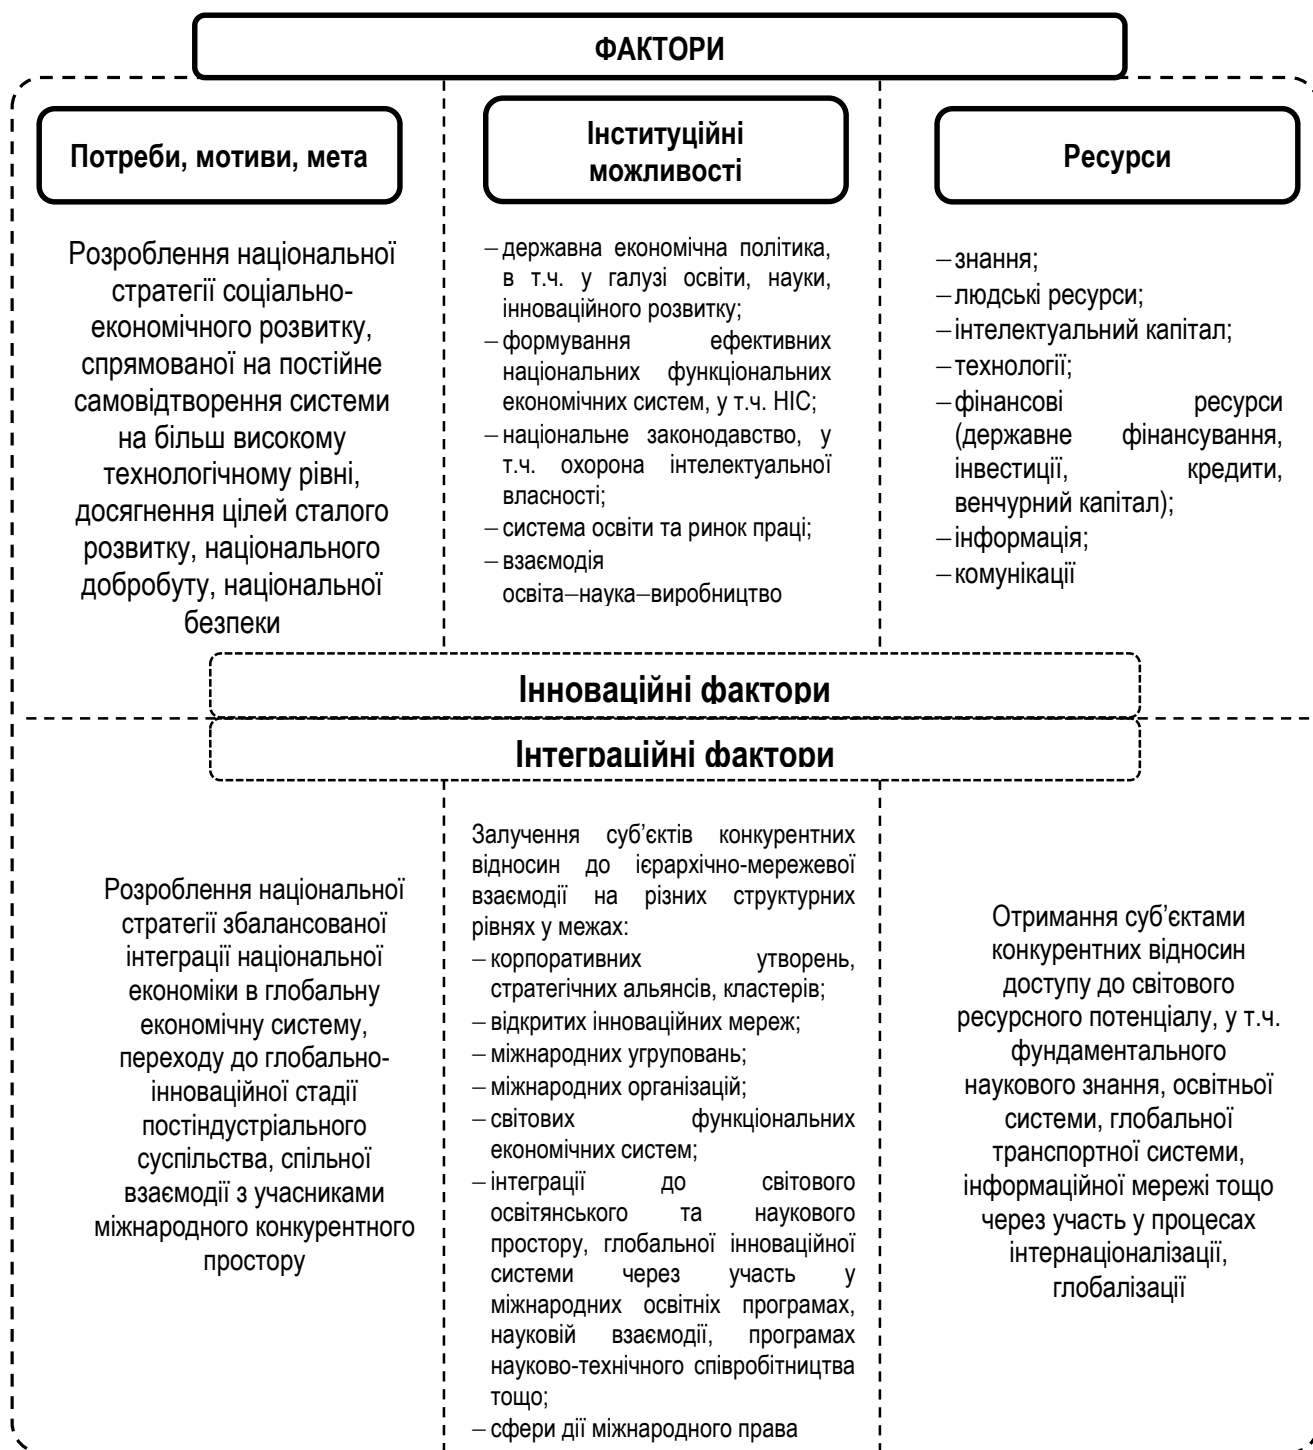 ФАКТОРИ
Потреби, мотиви, мета
Інституційні
можливості
Ресурси
Розроблення національної
стратегії соціально-
економічного розвитку,
спрямованої на постійне
самовідтворення системи
на більш високому
технологічному рівні,
досягнення цілей сталого
розвитку, національного
добробуту, національної
безпеки
– державна економічна політика,
в т.ч. у галузі освіти, науки,
інноваційного розвитку;
– формування ефективних
національних функціональних
економічних систем, у т.ч. НІС;
– національне законодавство, у
т.ч. охорона інтелектуальної
власності;
– система освіти та ринок праці;
– взаємодія
освіта–наука–виробництво
– знання;
– людські ресурси;
– інтелектуальний капітал;
– технології;
– фінансові ресурси
(державне фінансування,
інвестиції, кредити,
венчурний капітал);
– інформація;
– комунікації
Інноваційні фактори
Інтеграційні фактори
Розроблення національної
стратегії збалансованої
інтеграції національної
економіки в глобальну
економічну систему,
переходу до глобально-
інноваційної стадії
постіндустріального
суспільства, спільної
взаємодії з учасниками
міжнародного конкурентного
простору
Залучення суб’єктів конкурентних
відносин до ієрархічно-мережевої
взаємодії на різних структурних
рівнях у межах:
– корпоративних утворень,
стратегічних альянсів, кластерів;
– відкритих інноваційних мереж;
– міжнародних угруповань;
– міжнародних організацій;
– світових функціональних
економічних систем;
– інтеграції до світового
освітянського та наукового
простору, глобальної інноваційної
системи через участь у
міжнародних освітніх програмах,
науковій взаємодії, програмах
науково-технічного співробітництва
тощо;
– сфери дії міжнародного права
Отримання суб’єктами
конкурентних відносин
доступу до світового
ресурсного потенціалу, у т.ч.
фундаментального
наукового знання, освітньої
системи, глобальної
транспортної системи,
інформаційної мережі тощо
через участь у процесах
інтернаціоналізації,
глобалізації